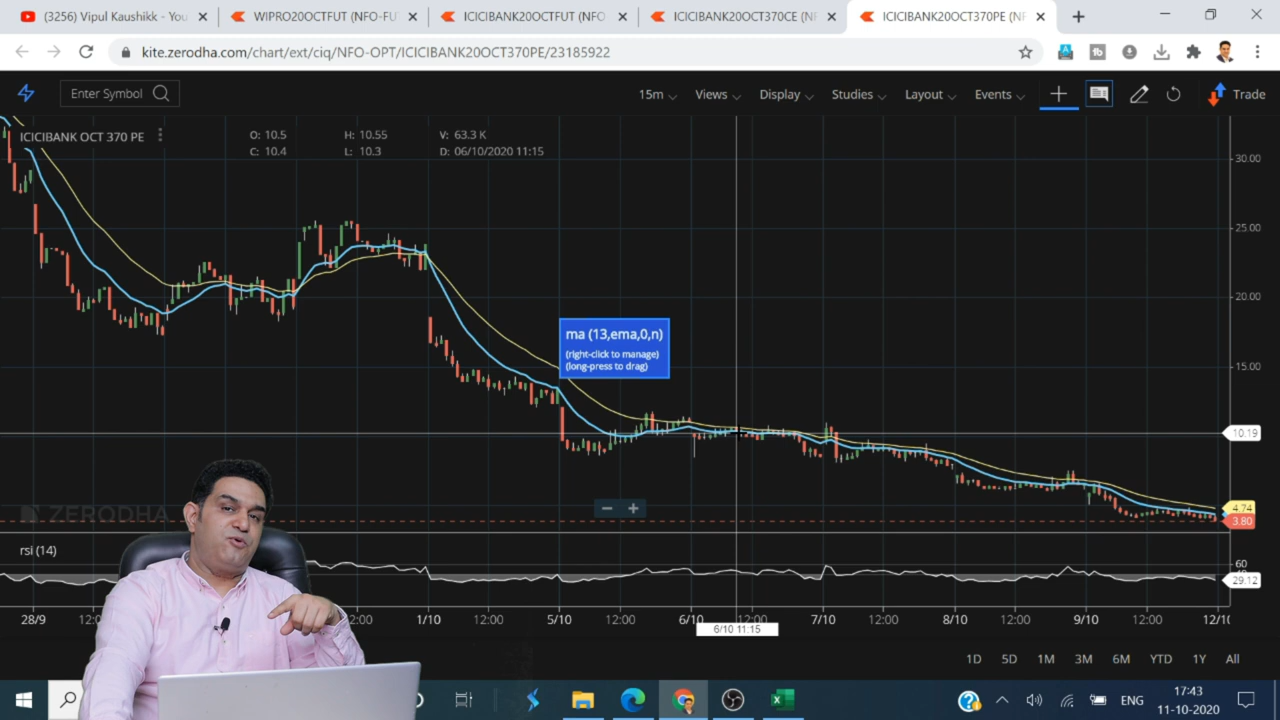 (3256) Vipul Kaushikk - You
WIPRO20OCTFUT (NFO-FU
ICICIBANK20OCTFUT (NFO
ICICIBANK20OCT370CE (NF
ICICIBANK20OCT370PE (NF
kite.zerodha.com/chart/ext/ciq/NFO-OPT/ICICIBANK20OCT370PE/23185922
Enter Symbol
15m Views Display Studies Layout Events Trade
ICICIBANK OCT 370 PE
O: 10.5 H: 10.55 V: 63.3 K
C: 10.4 L: 10.3 D: 06/10/2020 11:15
30.00
25.00
20.00
15.00
ma (13,ema,0,n)
(right-click to manage)
(long-press to drag)
10.19
ZERODHA
4.74
3.80
rsi (14)
60
29.12
28/9 12:0 12:00 1/10 12:00 5/10 12:00 6/10 12:00 7/10 12:00 8/10 12:00 9/10 12:00 12/10
6/10 11:15
1D 5D 1M 3M 6M YTD 1Y All
ENG
17:43
11-10-2020